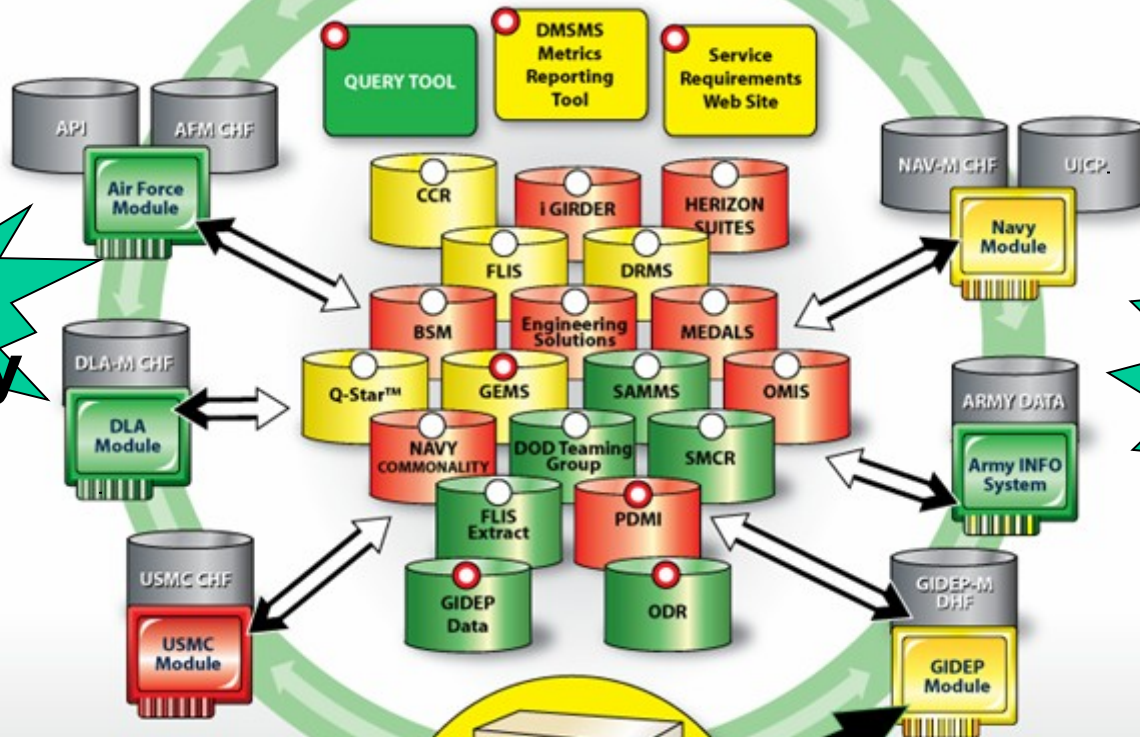 DMSMS
Metrics
Reporting
Tool
QUERY TOOL
Service
Requirements
Web Site
API
AFM CHF
Air Force
Module
NAV-M CHF
UICP.
Navy
Module
CCR
i GIRDER
HERIZON
SUITES
FLIS
DRMS
BSM
Engineering
Solutions
MEDALS
DLA-M CHF
DLA
Module
Q-Star™
GEMS
SAMMS
OMIS
ARMY DATA
Army INFO
System
NAVY
COMMONALITY
DOD Teaming
Group
SMCR
FLIS
Extract
PDMI
USMC CHF
USMC
Module
GIDEP
Data
ODR
GIDEP-M
DHF
GIDEP
Module